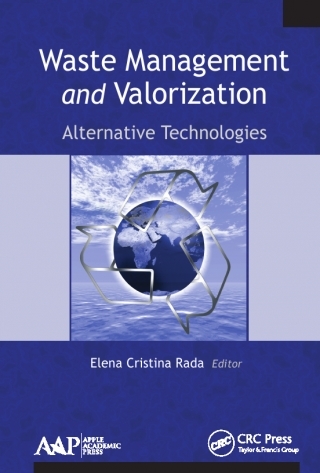 Waste Management
and Valorization
Alternative Technologies
Elena Cristina Rada Editor
AAP APPLE
ACADEMIC
PRESS
CRC CRC Press
Taylor & Francis Group